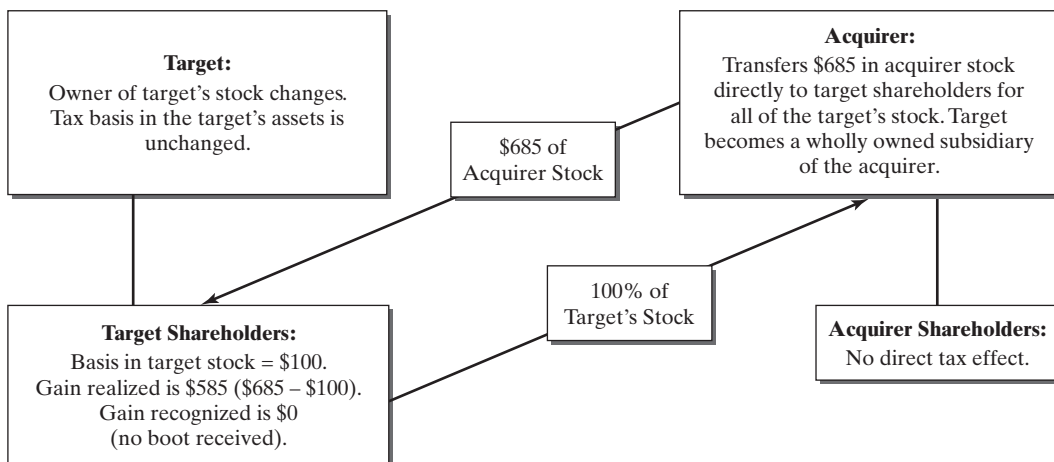 Target:
Owner of target's stock changes.
Tax basis in the target's assets is
unchanged.
Acquirer:
Transfers $685 in acquirer stock
directly to target shareholders for
all of the target's stock. Target
becomes a wholly owned subsidiary
of the acquirer.
$685 of
Acquirer Stock
100% of
Target's Stock
Target Shareholders:
Basis in target stock = $100.
Gain realized is $585 ($685 – $100).
Gain recognized is $0
(no boot received).
Acquirer Shareholders:
No direct tax effect.